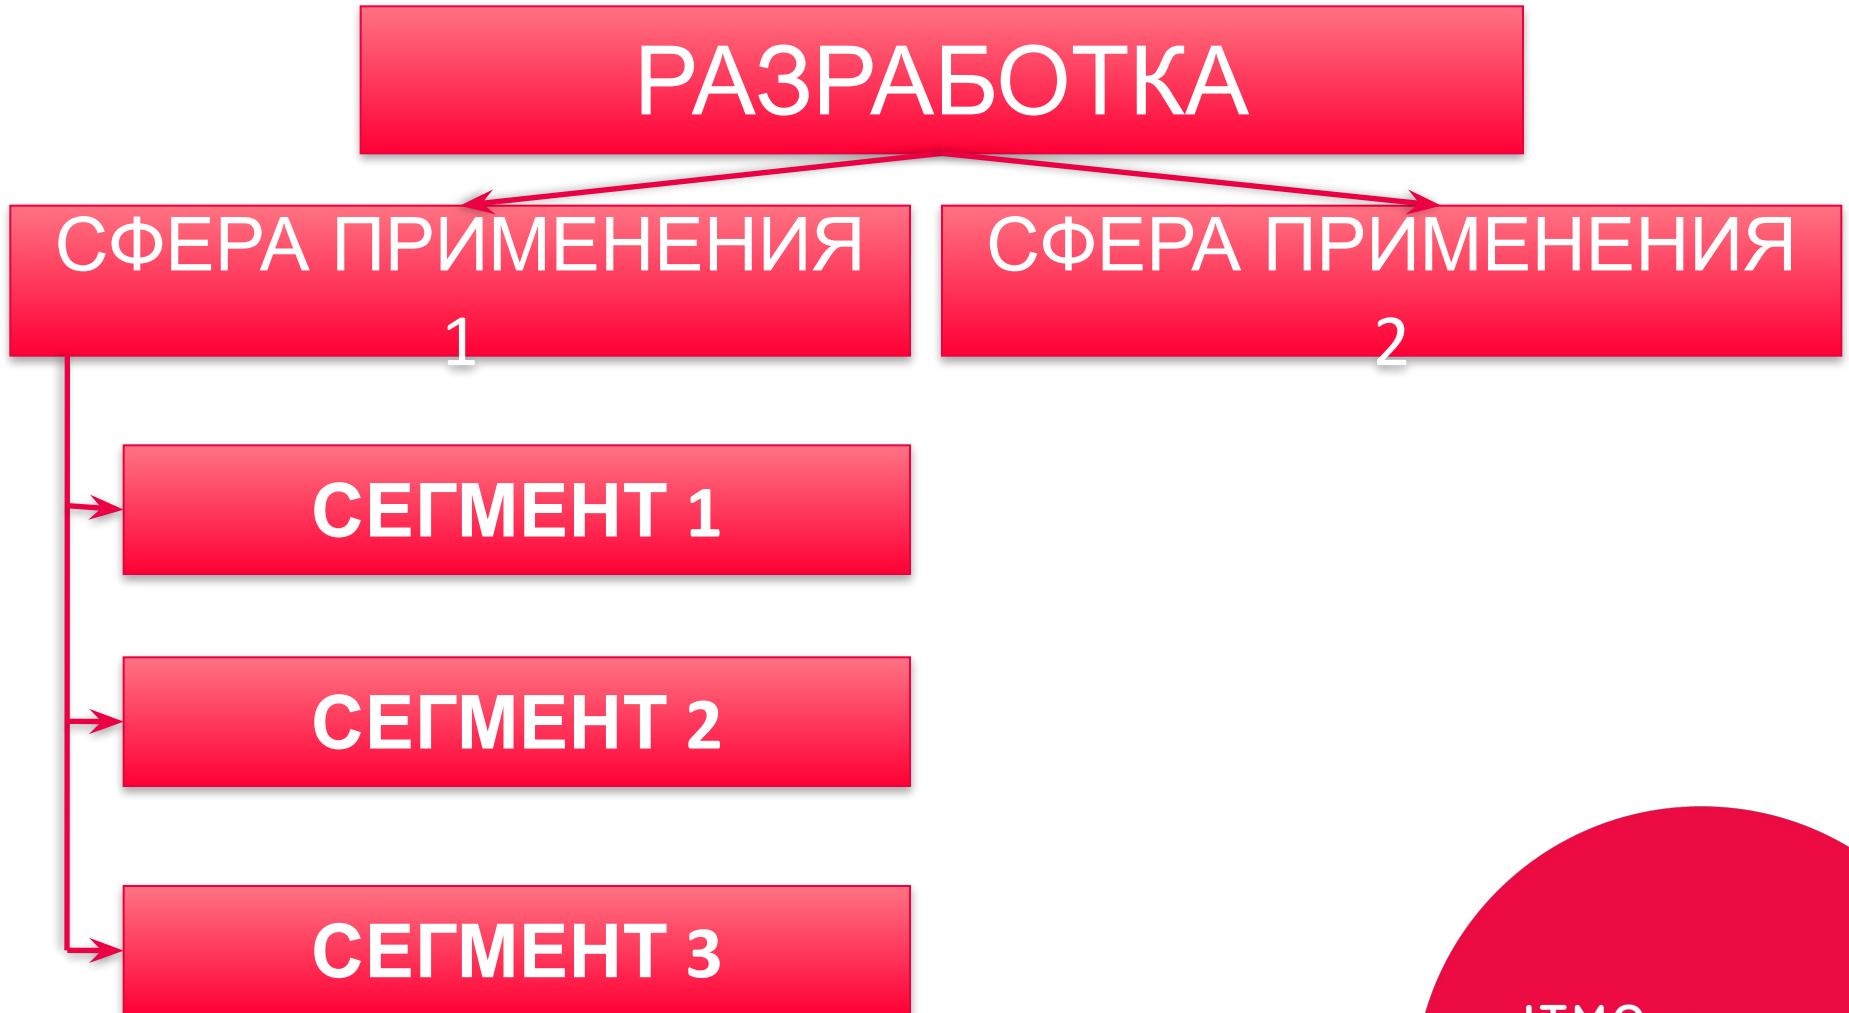 РАЗРАБОТКА
СФЕРА ПРИМЕНЕНИЯ
1
СФЕРА ПРИМЕНЕНИЯ
2
СЕГМЕНТ 1
СЕГМЕНТ 2
СЕГМЕНТ 3